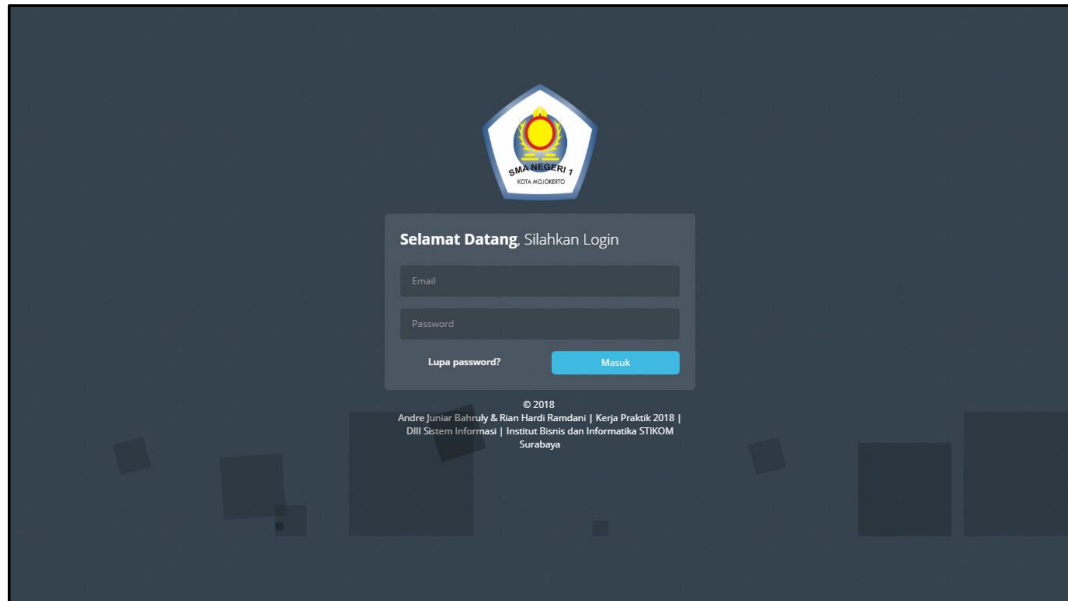 SMA NEGERI 1
KOTA MOJOKERTO
Selamat Datang, Silahkan Login
Email
Password
Lupa password?
Masuk
© 2018
Andre Juniar Bahruly & Rian Hardi Ramdani | Kerja Praktik 2018 |
DIII Sistem Informasi | Institut Bisnis dan Informatika STIKOM
Surabaya